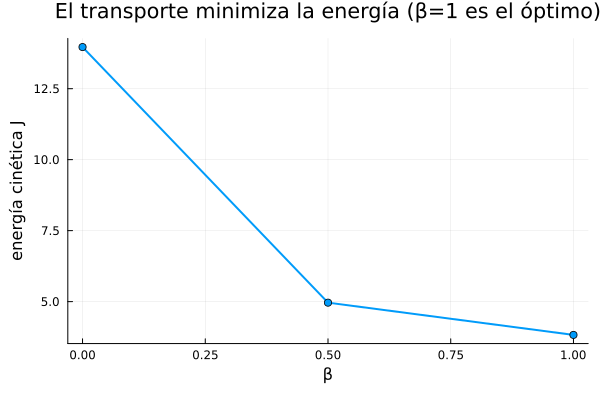 El transporte minimiza la energía (β=1 es el óptimo)
energía cinética J
12.5
10.0
7.5
5.0
0.00 0.25 0.50 0.75 1.00
β